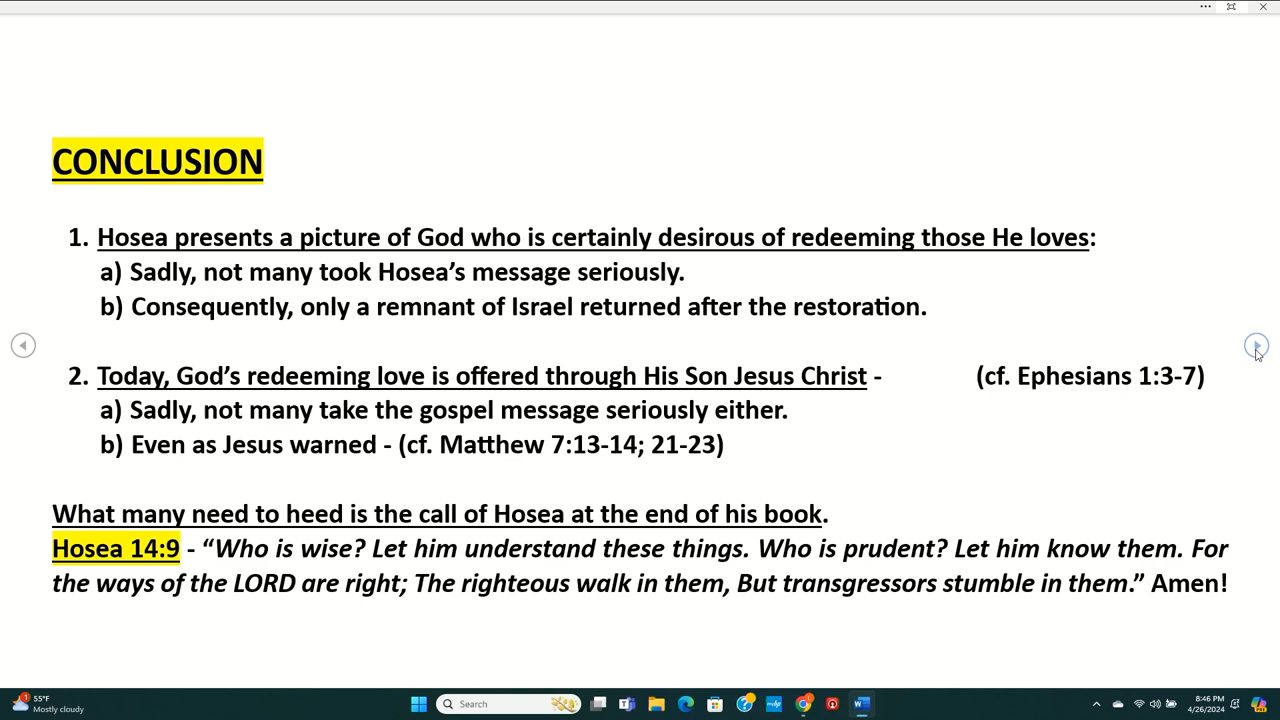 CONCLUSION
1. Hosea presents a picture of God who is certainly desirous of redeeming those He loves:
a) Sadly, not many took Hosea’s message seriously.
b) Consequently, only a remnant of Israel returned after the restoration.
2. Today, God’s redeeming love is offered through His Son Jesus Christ - (cf. Ephesians 1:3-7)
a) Sadly, not many take the gospel message seriously either.
b) Even as Jesus warned - (cf. Matthew 7:13-14; 21-23)
What many need to heed is the call of Hosea at the end of his book.
Hosea 14:9 - “Who is wise? Let him understand these things. Who is prudent? Let him know them. For
the ways of the LORD are right; The righteous walk in them, But transgressors stumble in them.” Amen!
1
55°F
Mostly cloudy
Search
8:46 PM
4/26/2024